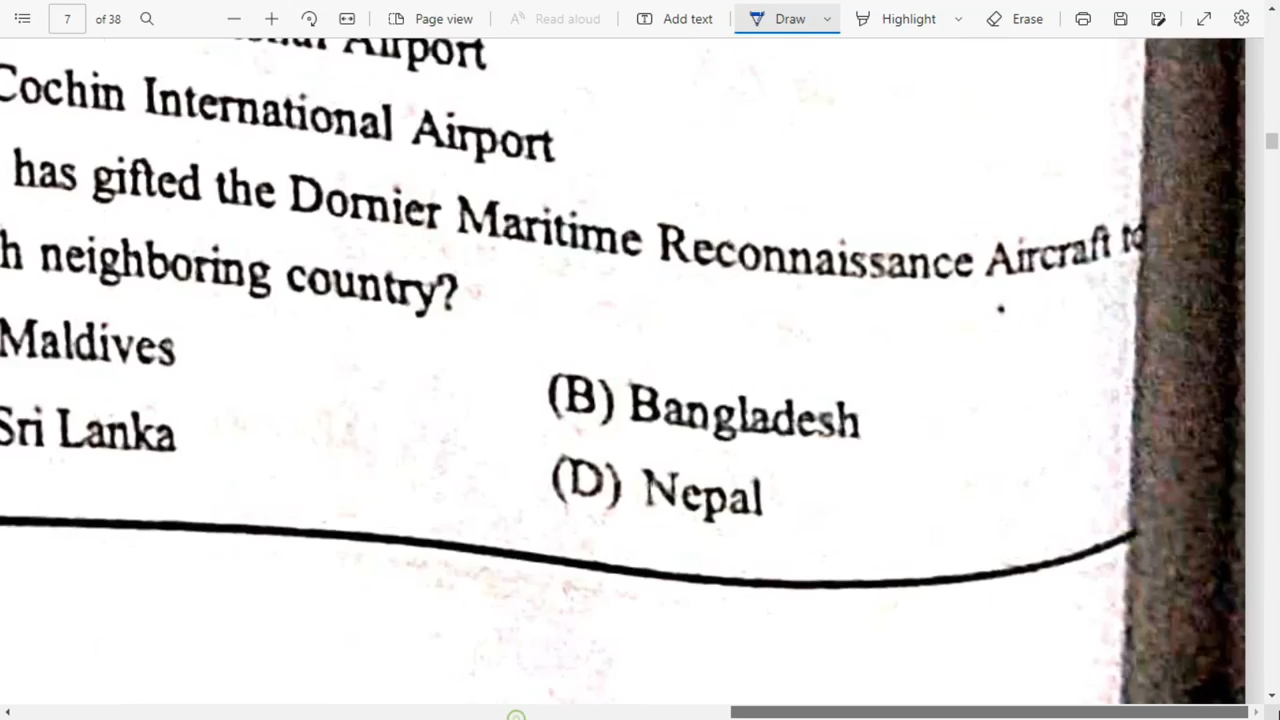 7 of 38 Page view Read aloud Add text Draw Highlight Erase
Airport
Cochin International Airport
has gifted the Dornier Maritime Reconnaissance Aircraft to
h neighboring country?
Maldives
(B) Bangladesh
Sri Lanka
(D) Nepal